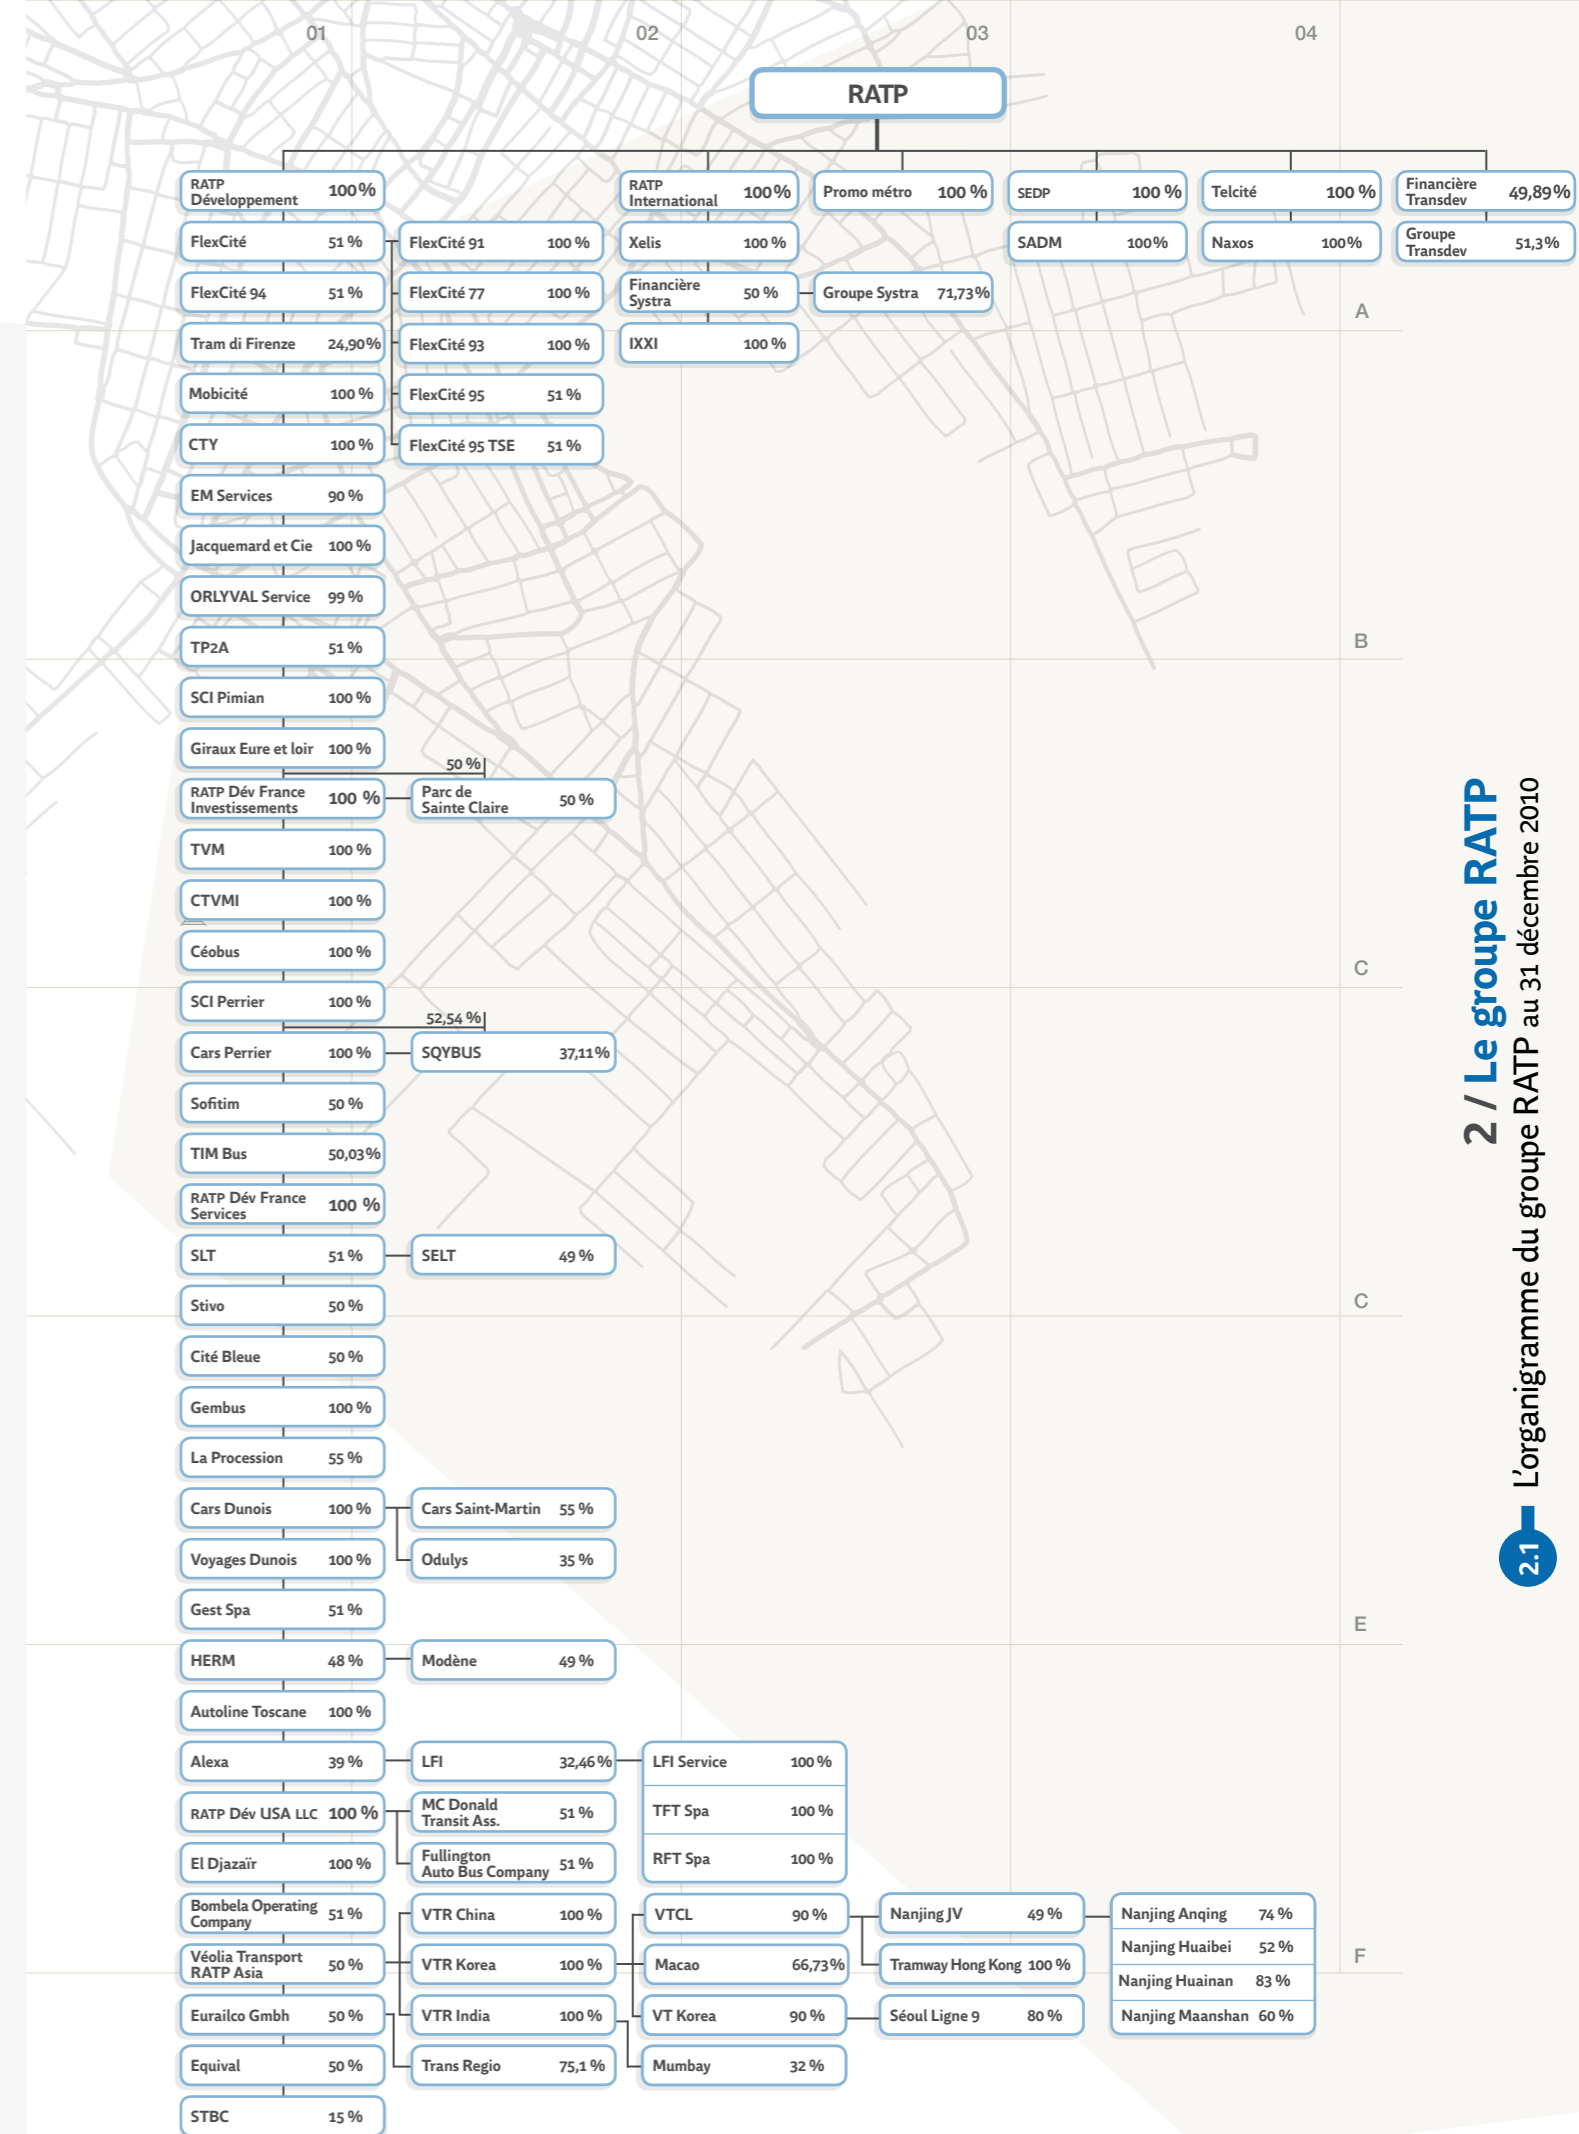 01 02 03 04
RATP
RATP
Développement 100%
RATP
International 100%
Promo métro 100 %
SEDP 100 %
Telcité 100 %
Financière
Transdev 49,89%
FlexCité 51 %
FlexCité 91 100 %
Xelis 100 %
SADM 100%
Naxos 100%
Groupe
Transdev 51,3%
FlexCité 94 51 %
FlexCité 77 100 %
Financière
Systra 50 %
Groupe Systra 71,73%
A
Tram di Firenze 24,90%
FlexCité 93 100 %
IXXI 100 %
Mobicité 100 %
FlexCité 95 51 %
CTY 100 %
FlexCité 95 TSE 51 %
EM Services 90 %
Jacquemard et Cie 100 %
ORLYVAL Service 99 %
TP2A 51 %
B
SCI Pimian 100 %
Giraux Eure et loir 100 %
50 %
RATP Dév France
Investissements 100 %
Parc de
Sainte Claire 50 %
TVM 100 %
CTVMI 100 %
Céobus 100 %
C
SCI Perrier 100 %
52,54 %
Cars Perrier 100 %
SQYBUS 37,11%
Sofitim 50 %
TIM Bus 50,03%
RATP Dév France
Services 100 %
SLT 51 %
SELT 49 %
Stivo 50 %
C
Cité Bleue 50 %
Gembus 100 %
La Procession 55 %
Cars Dunois 100 %
Cars Saint-Martin 55 %
Voyages Dunois 100 %
Odulys 35 %
Gest Spa 51 %
E
HERM 48 %
Modène 49 %
Autoline Toscane 100 %
Alexa 39 %
LFI 32,46%
LFI Service 100 %
RATP Dév USA LLC 100 %
MC Donald
Transit Ass. 51 %
TFT Spa 100 %
El Djazaïr 100 %
Fullington
Auto Bus Company 51 %
RFT Spa 100 %
Bombela Operating
Company 51 %
VTR China 100 %
VTCL 90 %
Nanjing JV 49 %
Nanjing Anqing 74 %
Nanjing Huaibei 52 %
F
Véolia Transport
RATP Asia 50 %
VTR Korea 100 %
Macao 66,73%
Tramway Hong Kong 100 %
Nanjing Huainan 83 %
Eurailco Gmbh 50 %
VTR India 100 %
VT Korea 90 %
Séoul Ligne 9 80 %
Nanjing Maanshan 60 %
Equival 50 %
Trans Regio 75,1 %
Mumbay 32 %
STBC 15 %
2 / Le groupe RATP
2.1 L'organigramme du groupe RATP au 31 décembre 2010